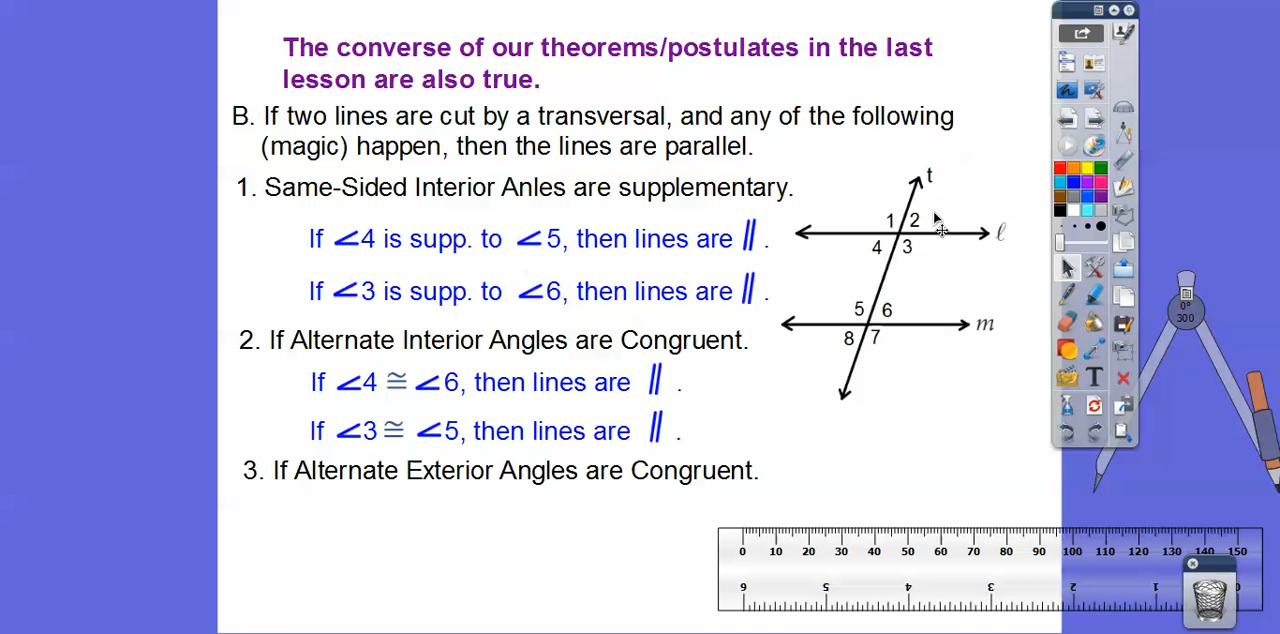 The converse of our theorems/postulates in the last
lesson are also true.
B. If two lines are cut by a transversal, and any of the following
(magic) happen, then the lines are parallel.
1. Same-Sided Interior Anles are supplementary.
If ∠4 is supp. to ∠5, then lines are ∥ .
If ∠3 is supp. to ∠6, then lines are ∥ .
2. If Alternate Interior Angles are Congruent.
If ∠4 ≅ ∠6, then lines are ∥ .
If ∠3 ≅ ∠5, then lines are ∥ .
3. If Alternate Exterior Angles are Congruent.
t
1 2
ℓ
4 3
5 6
m
8 7
T
0°
300
0 10 20 30 40 50 60 70 80 90 100 110 120 130 140 150
6 5 4 3 2 1 0